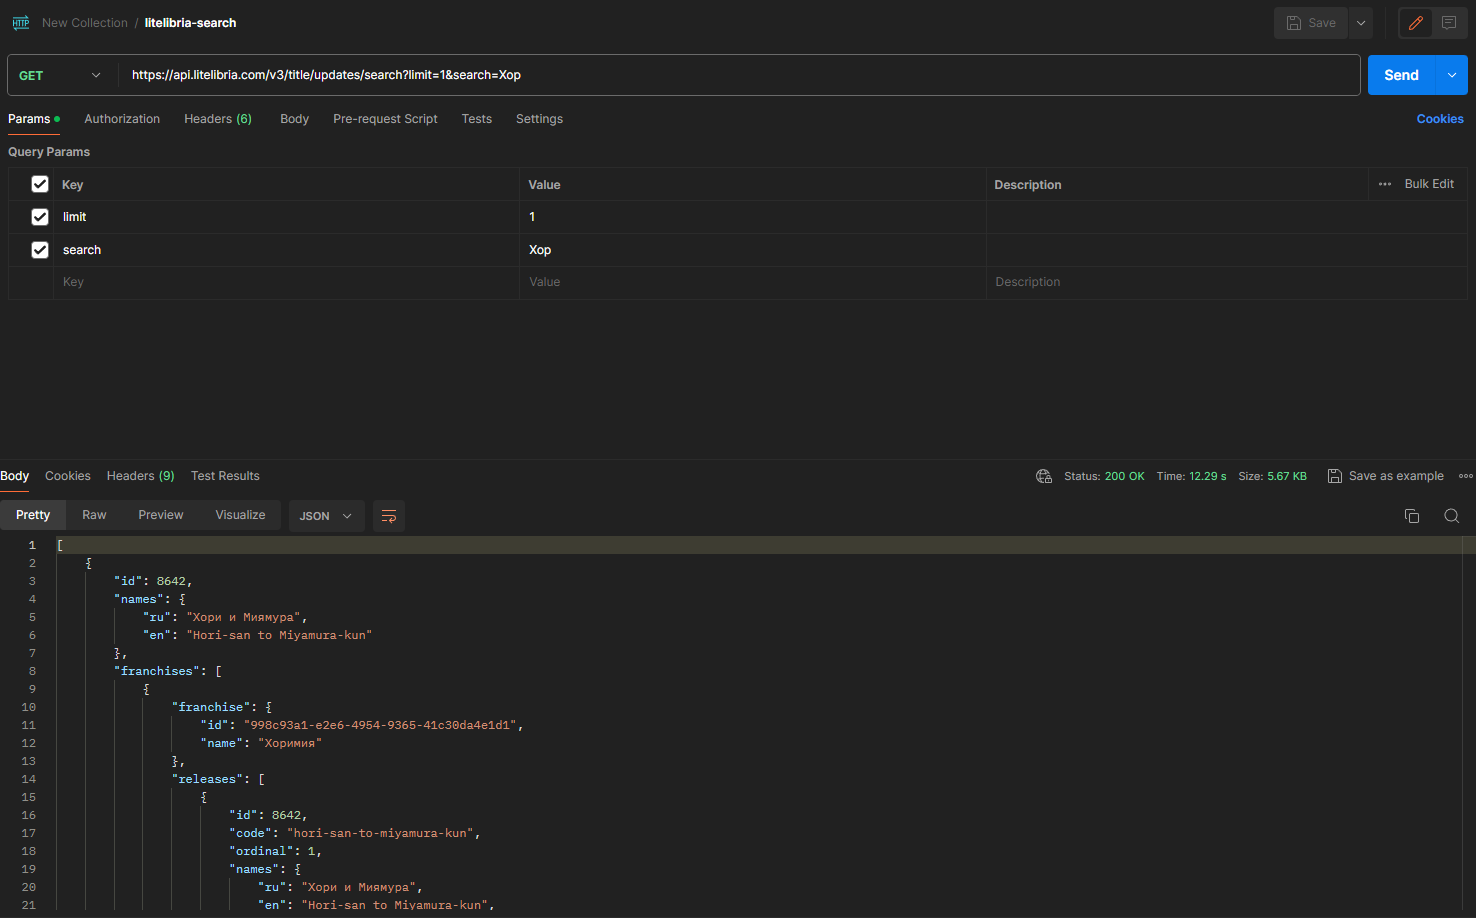 HTTP New Collection / litelibria-search Save
GET https://api.litelibria.com/v3/title/updates/search?limit=1&search=Хор Send
Params Authorization Headers (6) Body Pre-request Script Tests Settings Cookies
Query Params
Key Value Description ••• Bulk Edit
limit 1
search Хор
Key Value Description
Body Cookies Headers (9) Test Results Status: 200 OK Time: 12.29 s Size: 5.67 KB Save as example
Pretty Raw Preview Visualize JSON
1 [
2 {
3 "id": 8642,
4 "names": {
5 "ru": "Хори и Миямура",
6 "en": "Hori-san to Miyamura-kun"
7 },
8 "franchises": [
9 {
10 "franchise": {
11 "id": "998c93a1-e2e6-4954-9365-41c30da4e1d1",
12 "name": "Хоримия"
13 },
14 "releases": [
15 {
16 "id": 8642,
17 "code": "hori-san-to-miyamura-kun",
18 "ordinal": 1,
19 "names": {
20 "ru": "Хори и Миямура",
21 "en": "Hori-san to Miyamura-kun",